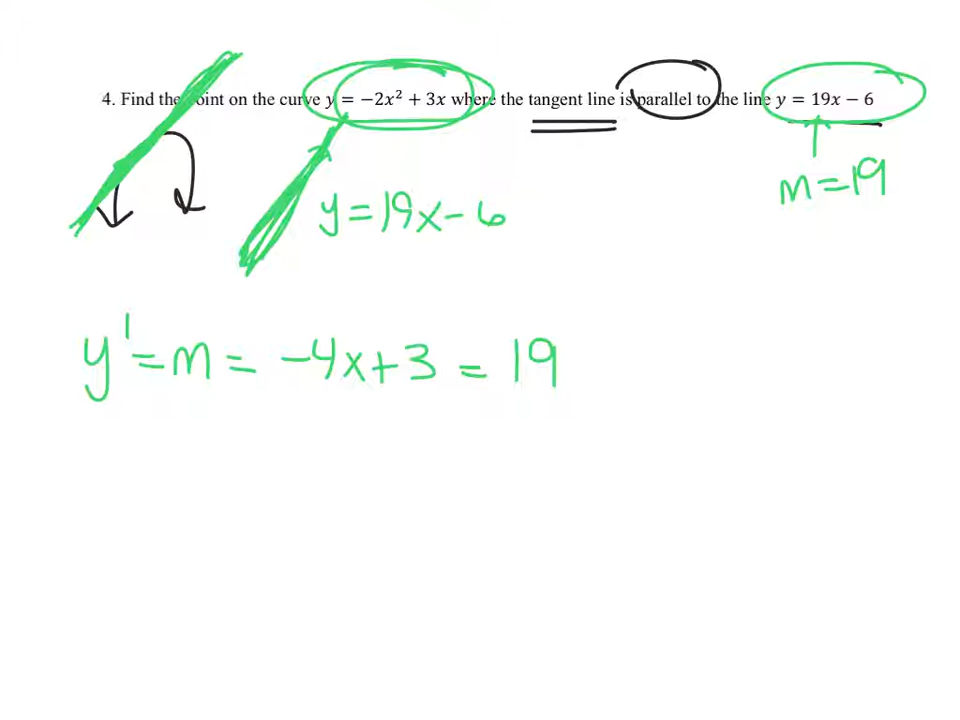 4. Find the point on the curve y = −2x² + 3x where the tangent line is parallel to the line y = 19x − 6
m = 19
y = 19x − 6
y' = m = −4x + 3 = 19